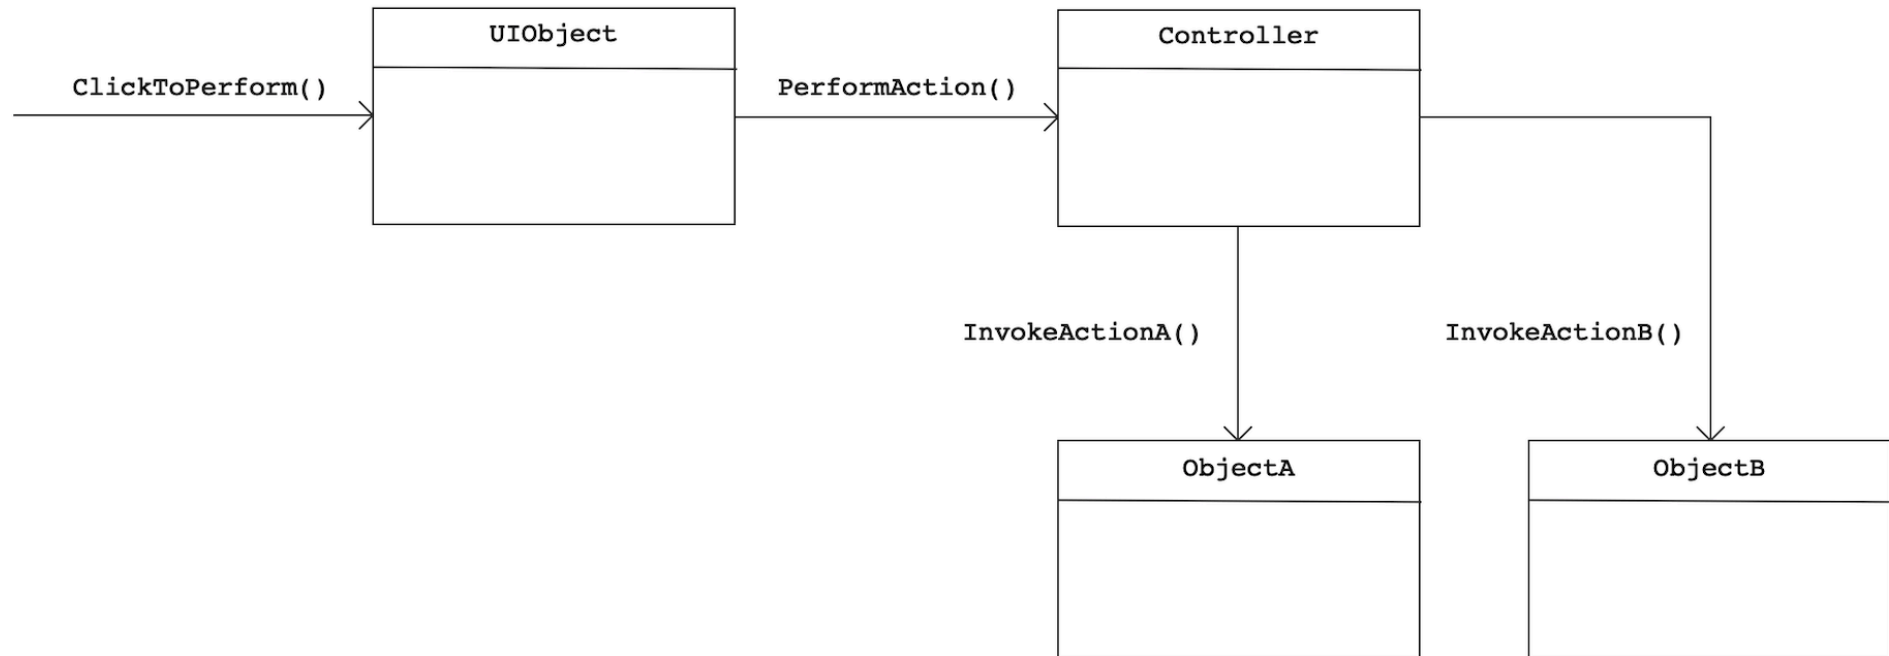 UIObject
Controller
ClickToPerform()
PerformAction()
InvokeActionA()
InvokeActionB()
ObjectA
ObjectB